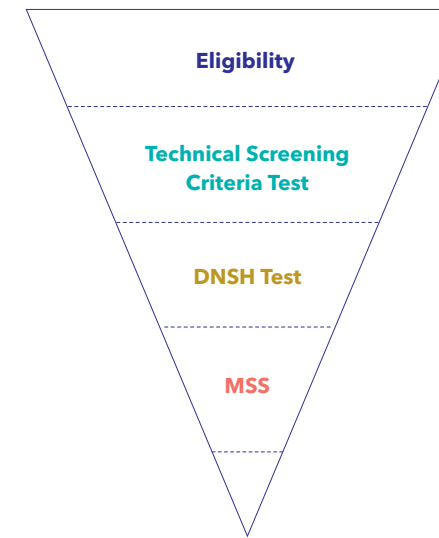 Eligibility
Technical Screening
Criteria Test
DNSH Test
MSS